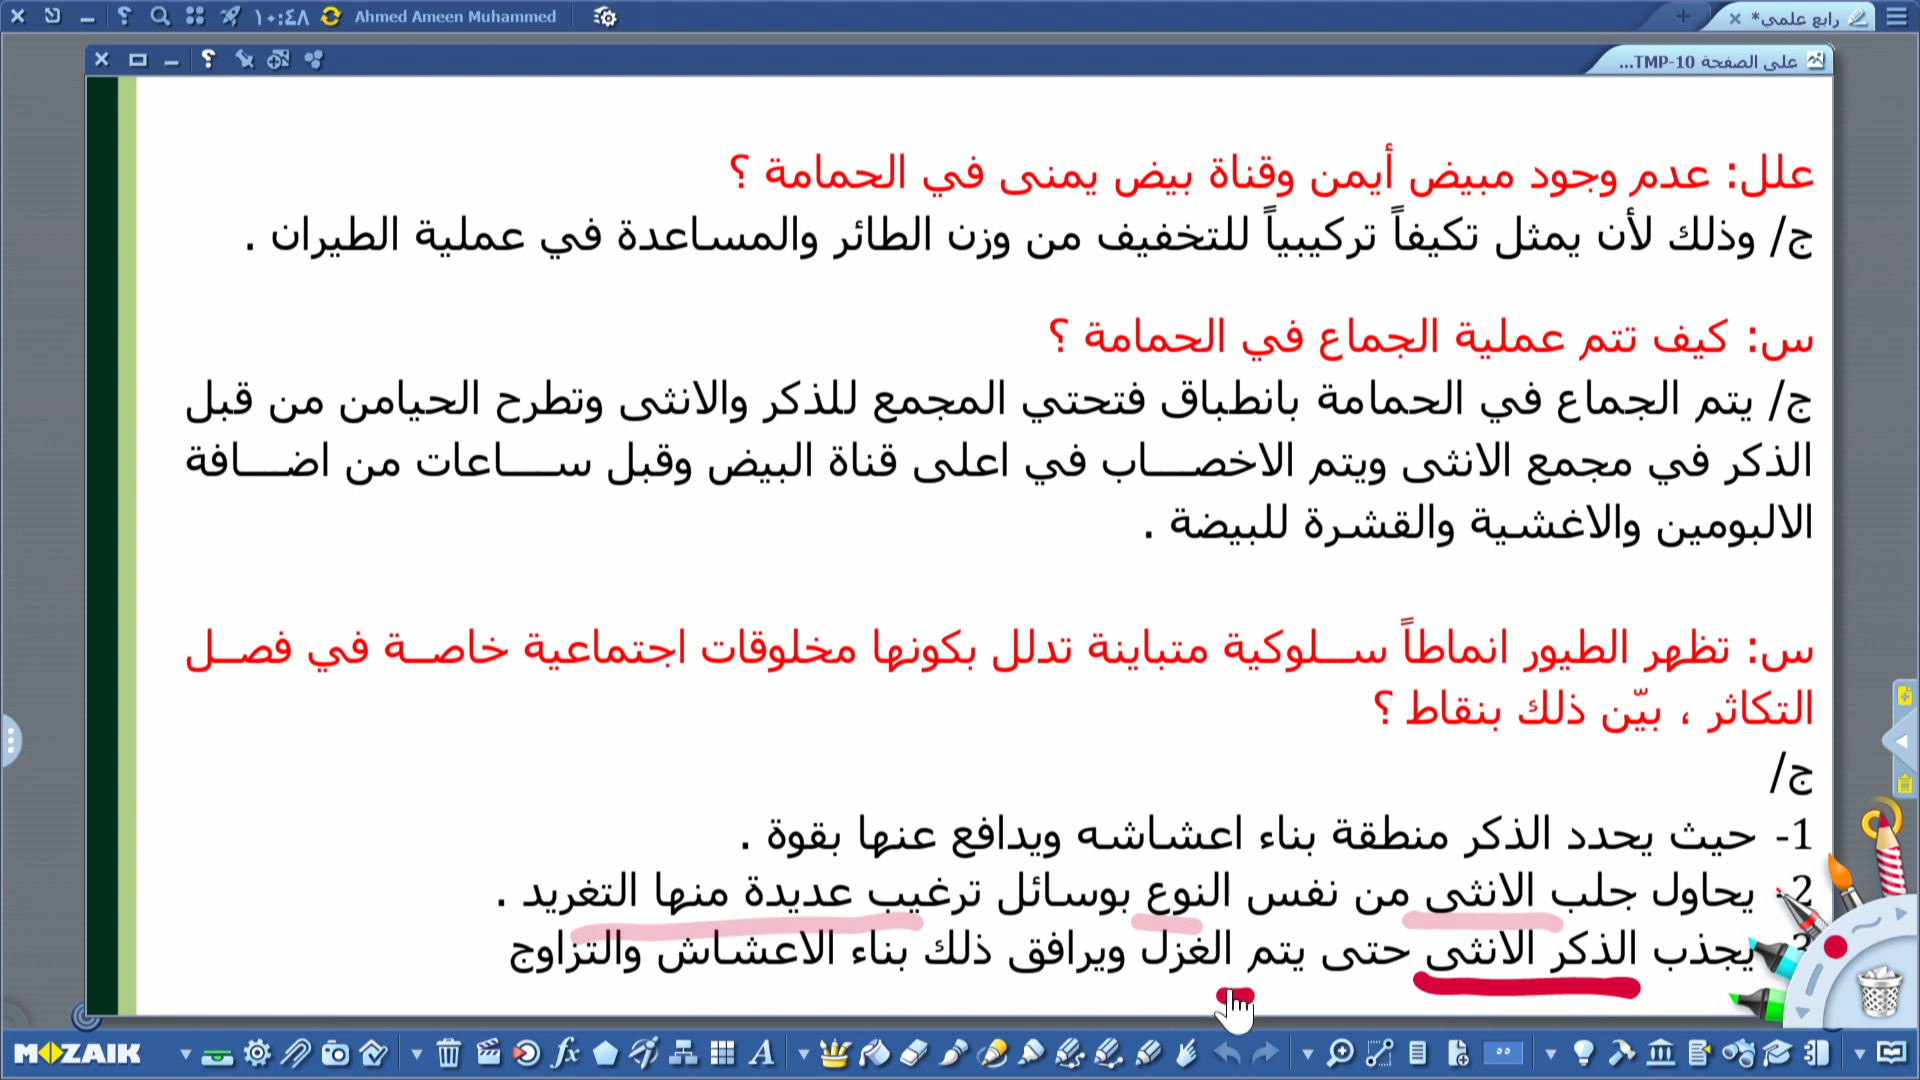 Ahmed Ameen Muhammed
١٠:٤٨
رابع علمي*
على الصفحة TMP-10...
علل: عدم وجود مبيض أيمن وقناة بيض يمنى في الحمامة ؟
ج/ وذلك لأن يمثل تكيفاً تركيبياً للتخفيف من وزن الطائر والمساعدة في عملية الطيران .
س: كيف تتم عملية الجماع في الحمامة ؟
ج/ يتم الجماع في الحمامة بانطباق فتحتي المجمع للذكر والانثى وتطرح الحيامن من قبل
الذكر في مجمع الانثى ويتم الاخصـــاب في اعلى قناة البيض وقبل ســـاعات من اضـــافة
الالبومين والاغشية والقشرة للبيضة .
س: تظهر الطيور انماطاً ســلوكية متباينة تدلل بكونها مخلوقات اجتماعية خاصــة في فصــل
التكاثر ، بيّن ذلك بنقاط ؟
ج/
1- حيث يحدد الذكر منطقة بناء اعشاشه ويدافع عنها بقوة .
2- يحاول جلب الانثى من نفس النوع بوسائل ترغيب عديدة منها التغريد .
3- يجذب الذكر الانثى حتى يتم الغزل ويرافق ذلك بناء الاعشاش والتزاوج
MOZAIK